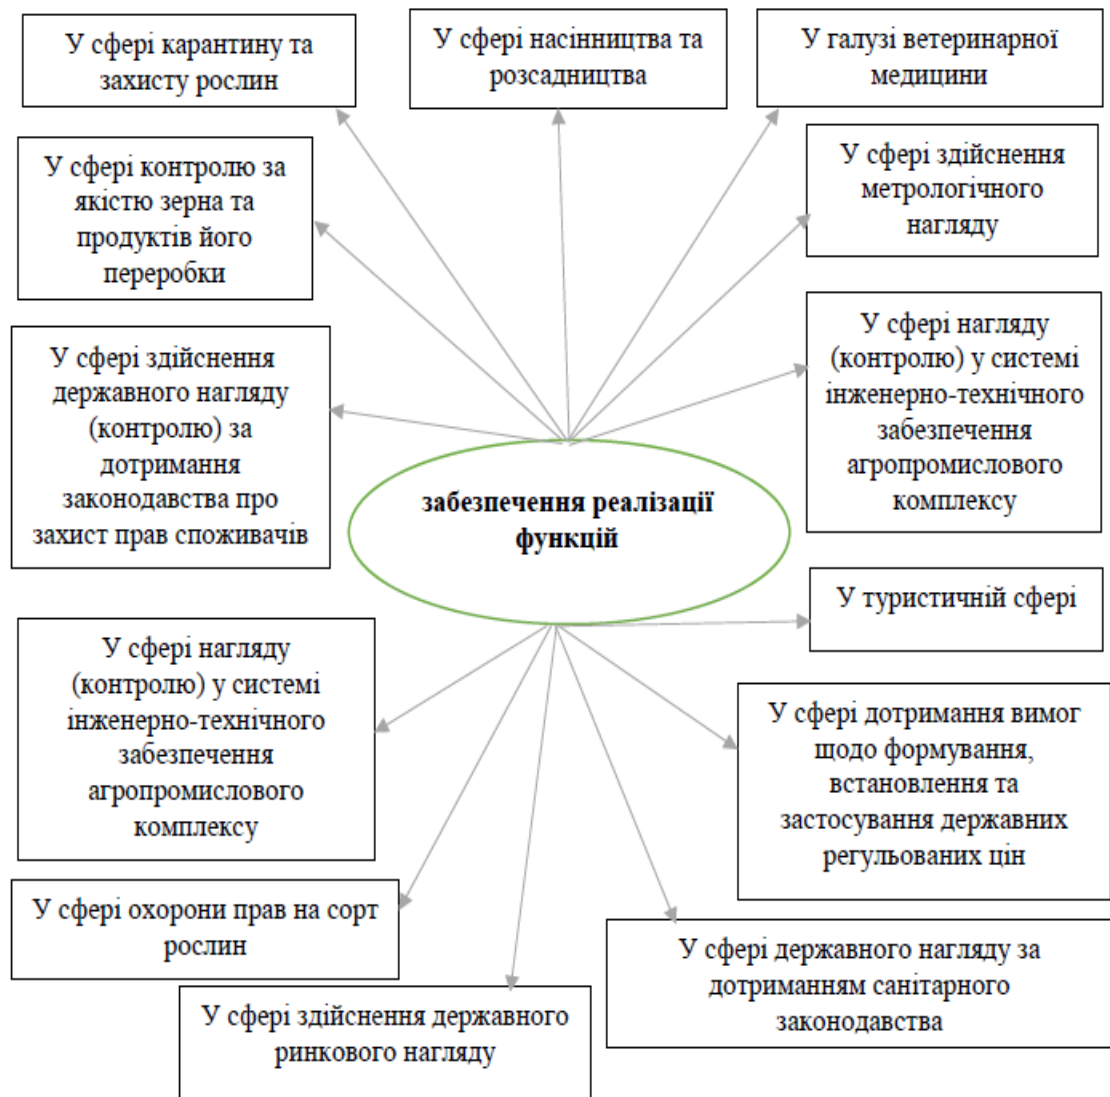 У сфері карантину та
захисту рослин
У сфері насінництва та
розсадництва
У галузі ветеринарної
медицини
У сфері контролю за
якістю зерна та
продуктів його
переробки
У сфері здійснення
метрологічного
нагляду
У сфері здійснення
державного нагляду
(контролю) за
дотримання
законодавства про
захист прав споживачів
У сфері нагляду
(контролю) у системі
інженерно-технічного
забезпечення
агропромислового
комплексу
забезпечення реалізації
функцій
У туристичній сфері
У сфері нагляду
(контролю) у системі
інженерно-технічного
забезпечення
агропромислового
комплексу
У сфері дотримання вимог
щодо формування,
встановлення та
застосування державних
регульованих цін
У сфері охорони прав на сорт
рослин
У сфері державного нагляду за
дотриманням санітарного
законодавства
У сфері здійснення державного
ринкового нагляду